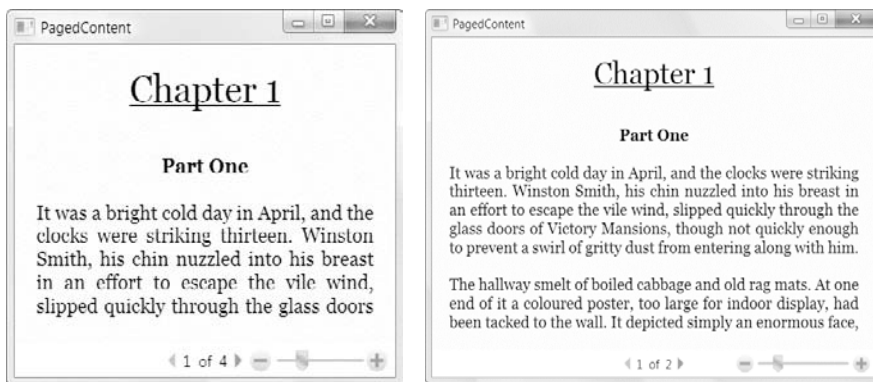 PagedContent
Chapter 1
Part One
It was a bright cold day in April, and the
clocks were striking thirteen. Winston
Smith, his chin nuzzled into his breast
in an effort to escape the vile wind,
slipped quickly through the glass doors
1 of 4
PagedContent
Chapter 1
Part One
It was a bright cold day in April, and the clocks were striking
thirteen. Winston Smith, his chin nuzzled into his breast in
an effort to escape the vile wind, slipped quickly through the
glass doors of Victory Mansions, though not quickly enough
to prevent a swirl of gritty dust from entering along with him.
The hallway smelt of boiled cabbage and old rag mats. At one
end of it a coloured poster, too large for indoor display, had
been tacked to the wall. It depicted simply an enormous face,
1 of 2